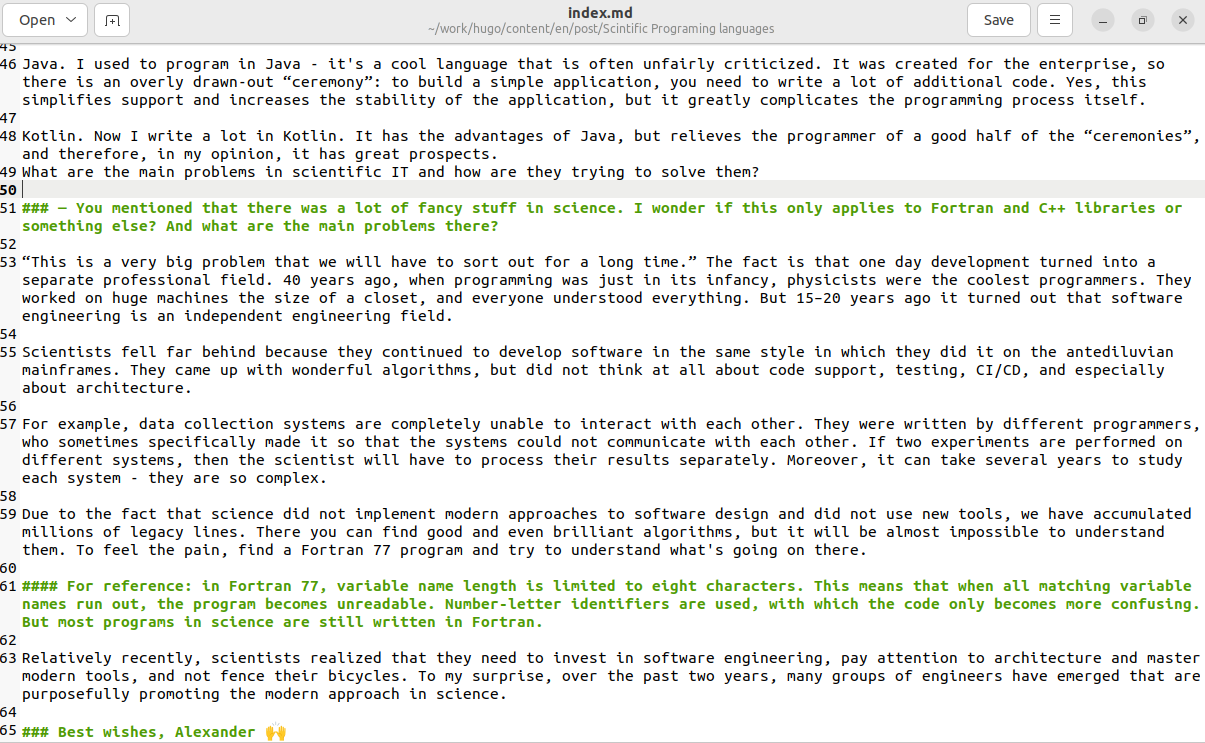 Open
index.md
~/work/hugo/content/en/post/Scintific Programing languages
Save
45
46 Java. I used to program in Java - it's a cool language that is often unfairly criticized. It was created for the enterprise, so
there is an overly drawn-out “ceremony”: to build a simple application, you need to write a lot of additional code. Yes, this
simplifies support and increases the stability of the application, but it greatly complicates the programming process itself.
47
48 Kotlin. Now I write a lot in Kotlin. It has the advantages of Java, but relieves the programmer of a good half of the “ceremonies”,
and therefore, in my opinion, it has great prospects.
49 What are the main problems in scientific IT and how are they trying to solve them?
50
51 ### — You mentioned that there was a lot of fancy stuff in science. I wonder if this only applies to Fortran and C++ libraries or
something else? And what are the main problems there?
52
53 “This is a very big problem that we will have to sort out for a long time.” The fact is that one day development turned into a
separate professional field. 40 years ago, when programming was just in its infancy, physicists were the coolest programmers. They
worked on huge machines the size of a closet, and everyone understood everything. But 15–20 years ago it turned out that software
engineering is an independent engineering field.
54
55 Scientists fell far behind because they continued to develop software in the same style in which they did it on the antediluvian
mainframes. They came up with wonderful algorithms, but did not think at all about code support, testing, CI/CD, and especially
about architecture.
56
57 For example, data collection systems are completely unable to interact with each other. They were written by different programmers,
who sometimes specifically made it so that the systems could not communicate with each other. If two experiments are performed on
different systems, then the scientist will have to process their results separately. Moreover, it can take several years to study
each system - they are so complex.
58
59 Due to the fact that science did not implement modern approaches to software design and did not use new tools, we have accumulated
millions of legacy lines. There you can find good and even brilliant algorithms, but it will be almost impossible to understand
them. To feel the pain, find a Fortran 77 program and try to understand what's going on there.
60
61 #### For reference: in Fortran 77, variable name length is limited to eight characters. This means that when all matching variable
names run out, the program becomes unreadable. Number-letter identifiers are used, with which the code only becomes more confusing.
But most programs in science are still written in Fortran.
62
63 Relatively recently, scientists realized that they need to invest in software engineering, pay attention to architecture and master
modern tools, and not fence their bicycles. To my surprise, over the past two years, many groups of engineers have emerged that are
purposefully promoting the modern approach in science.
64
65 ### Best wishes, Alexander 🙌